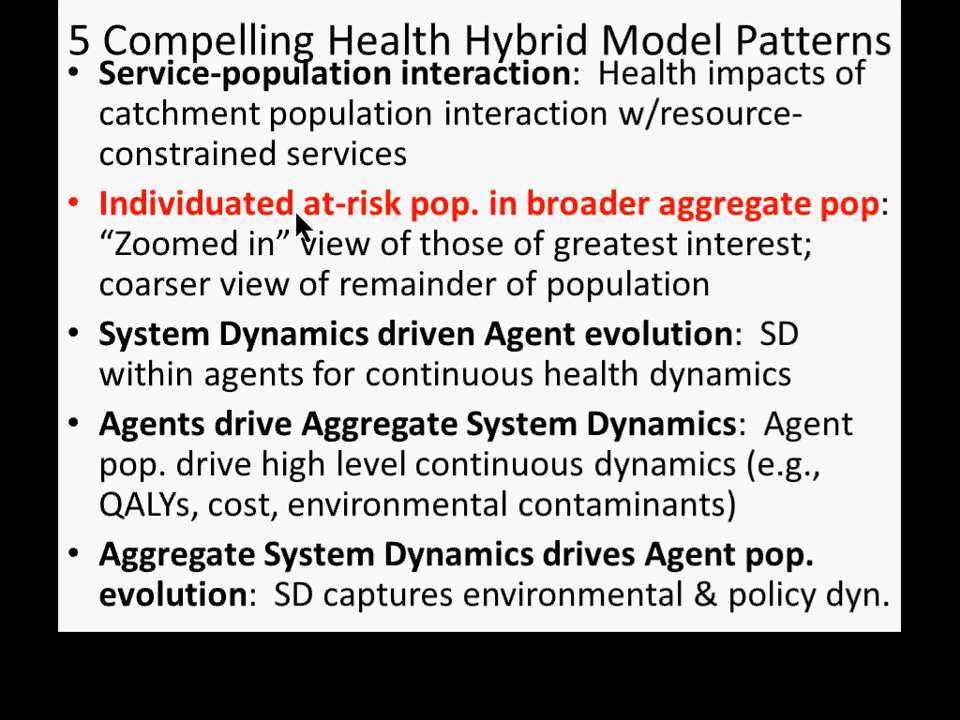 5 Compelling Health Hybrid Model Patterns
• Service-population interaction: Health impacts of
catchment population interaction w/resource-
constrained services
• Individuated at-risk pop. in broader aggregate pop:
“Zoomed in” view of those of greatest interest;
coarser view of remainder of population
• System Dynamics driven Agent evolution: SD
within agents for continuous health dynamics
• Agents drive Aggregate System Dynamics: Agent
pop. drive high level continuous dynamics (e.g.,
QALYs, cost, environmental contaminants)
• Aggregate System Dynamics drives Agent pop.
evolution: SD captures environmental & policy dyn.